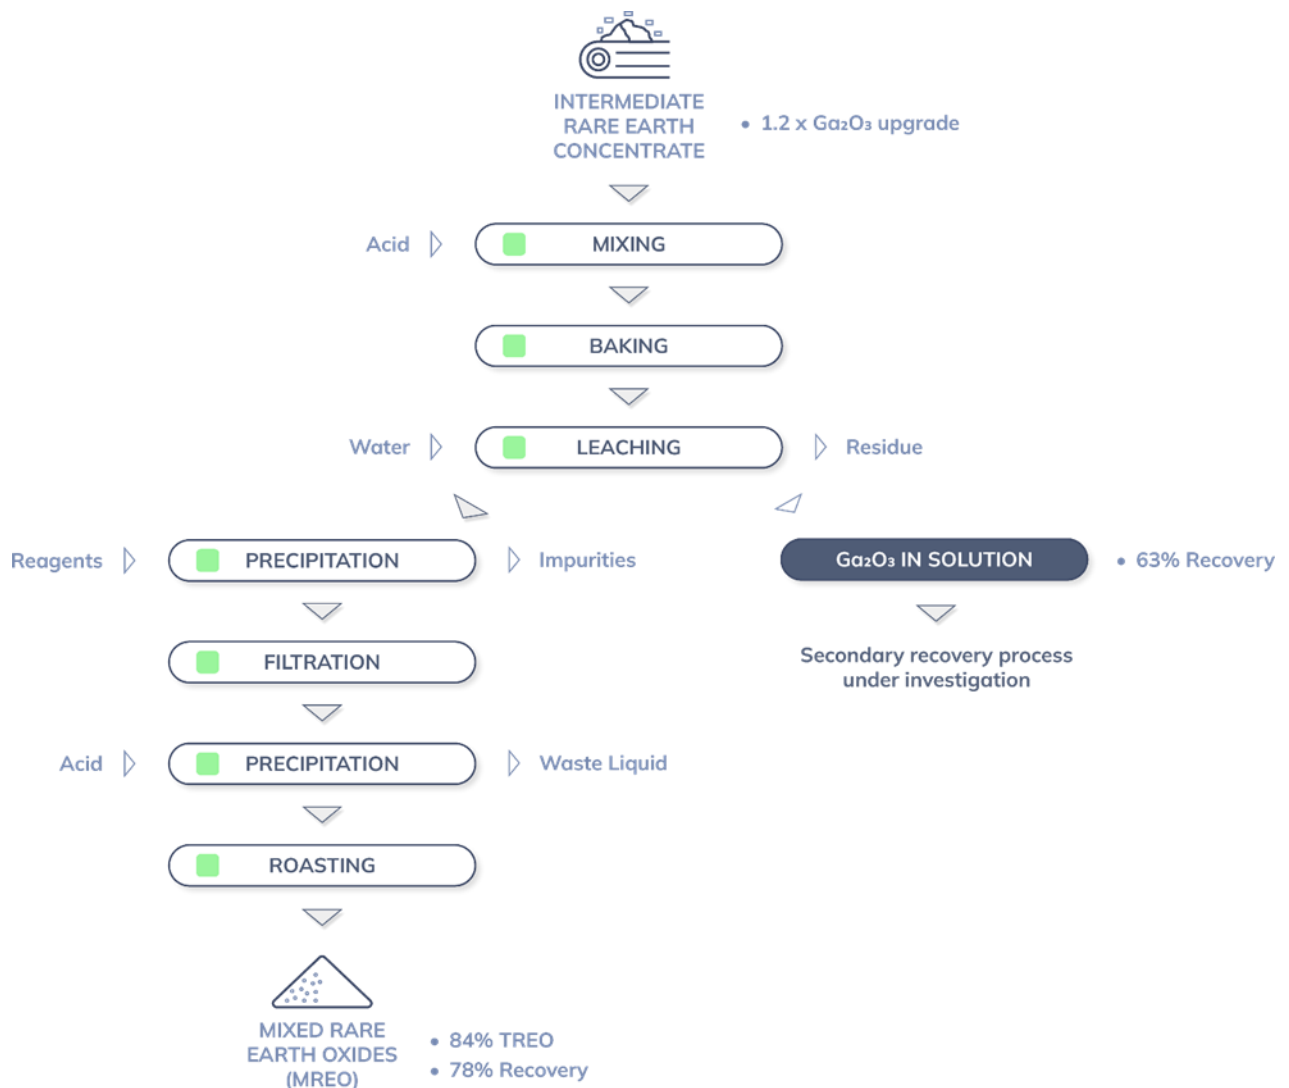 INTERMEDIATE
RARE EARTH
CONCENTRATE
• 1.2 x Ga₂O₃ upgrade
Acid
MIXING
BAKING
Water
LEACHING
Residue
Reagents
PRECIPITATION
Impurities
Ga₂O₃ IN SOLUTION
• 63% Recovery
FILTRATION
Secondary recovery process
under investigation
Acid
PRECIPITATION
Waste Liquid
ROASTING
MIXED RARE
EARTH OXIDES
(MREO)
• 84% TREO
• 78% Recovery